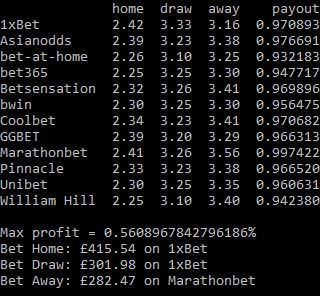 home draw away payout
1xBet 2.42 3.33 3.16 0.970893
Asianodds 2.39 3.23 3.38 0.976691
bet-at-home 2.26 3.10 3.25 0.932183
bet365 2.25 3.25 3.30 0.947717
Betsensation 2.32 3.26 3.41 0.969896
bwin 2.30 3.25 3.30 0.956475
Coolbet 2.34 3.23 3.41 0.970682
GGBET 2.39 3.20 3.29 0.966313
Marathonbet 2.41 3.26 3.56 0.997422
Pinnacle 2.33 3.23 3.38 0.966520
Unibet 2.30 3.25 3.35 0.960631
William Hill 2.25 3.10 3.40 0.942380
Max profit = 0.5608967842796186%
Bet Home: £415.54 on 1xBet
Bet Draw: £301.98 on 1xBet
Bet Away: £282.47 on Marathonbet